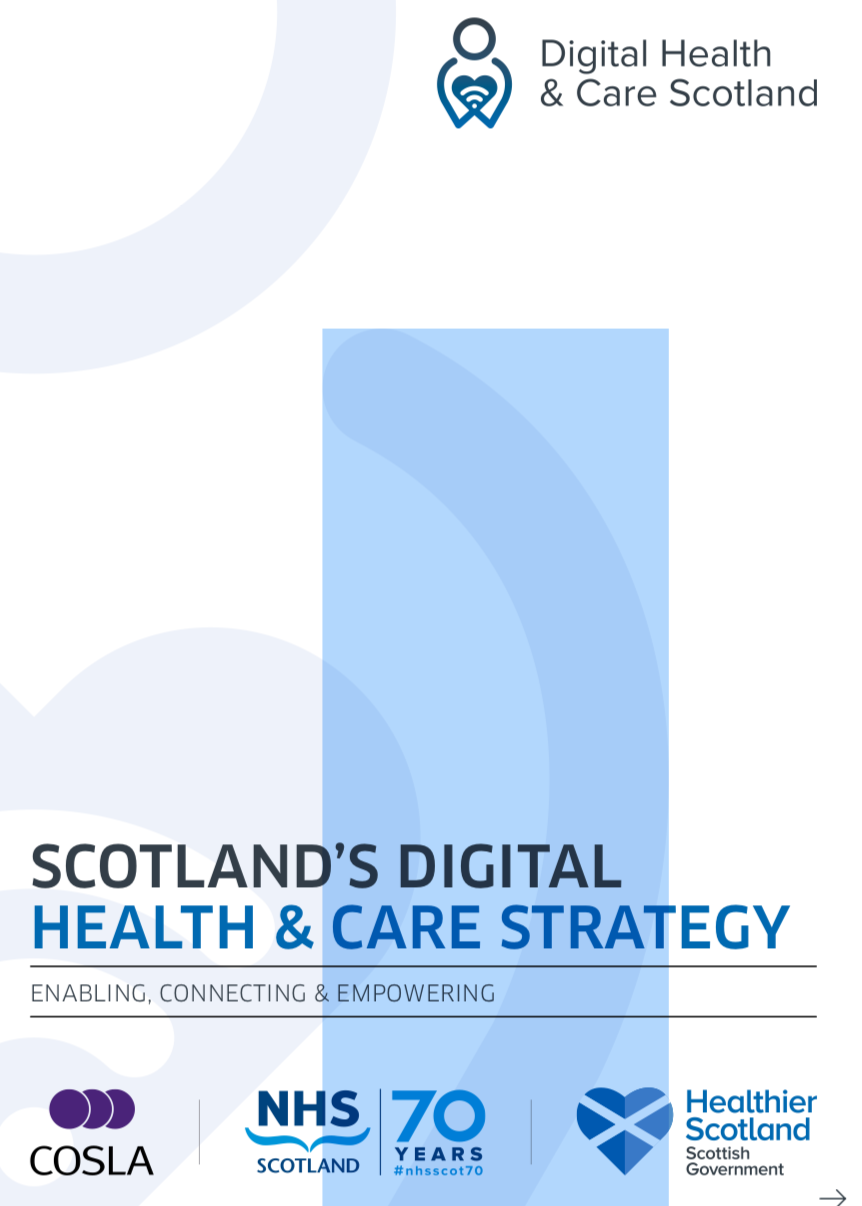 Digital Health
& Care Scotland
SCOTLAND’S DIGITAL
HEALTH & CARE STRATEGY
ENABLING, CONNECTING & EMPOWERING
COSLA
NHS
SCOTLAND
70
YEARS
#nhsscot70
Healthier
Scotland
Scottish
Government